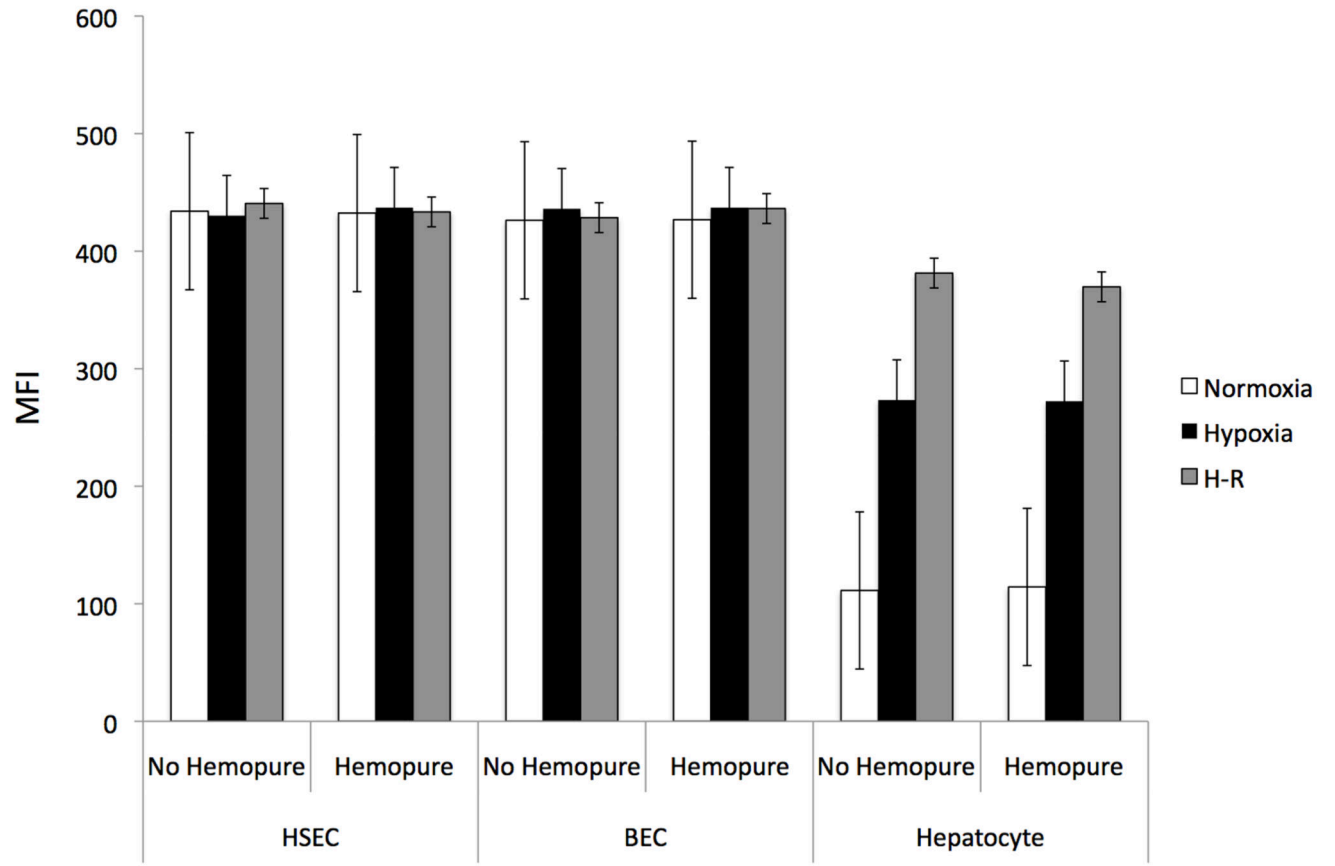 600
500
400
300
200
100
0
MFI
Normoxia
Hypoxia
H-R
No Hemopure Hemopure No Hemopure Hemopure No Hemopure Hemopure
HSEC BEC Hepatocyte